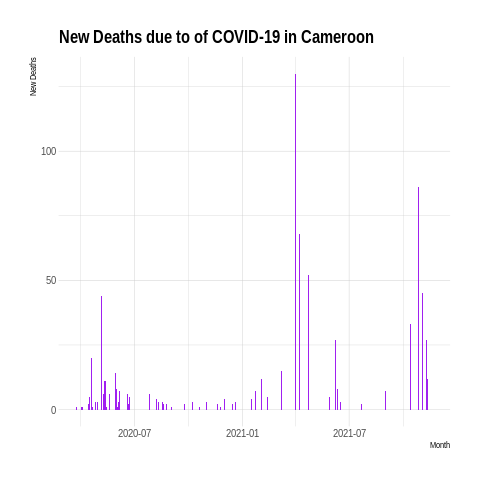 New Deaths due to of COVID-19 in Cameroon
New Deaths
100
50
0
2020-07
2021-01
2021-07
Month